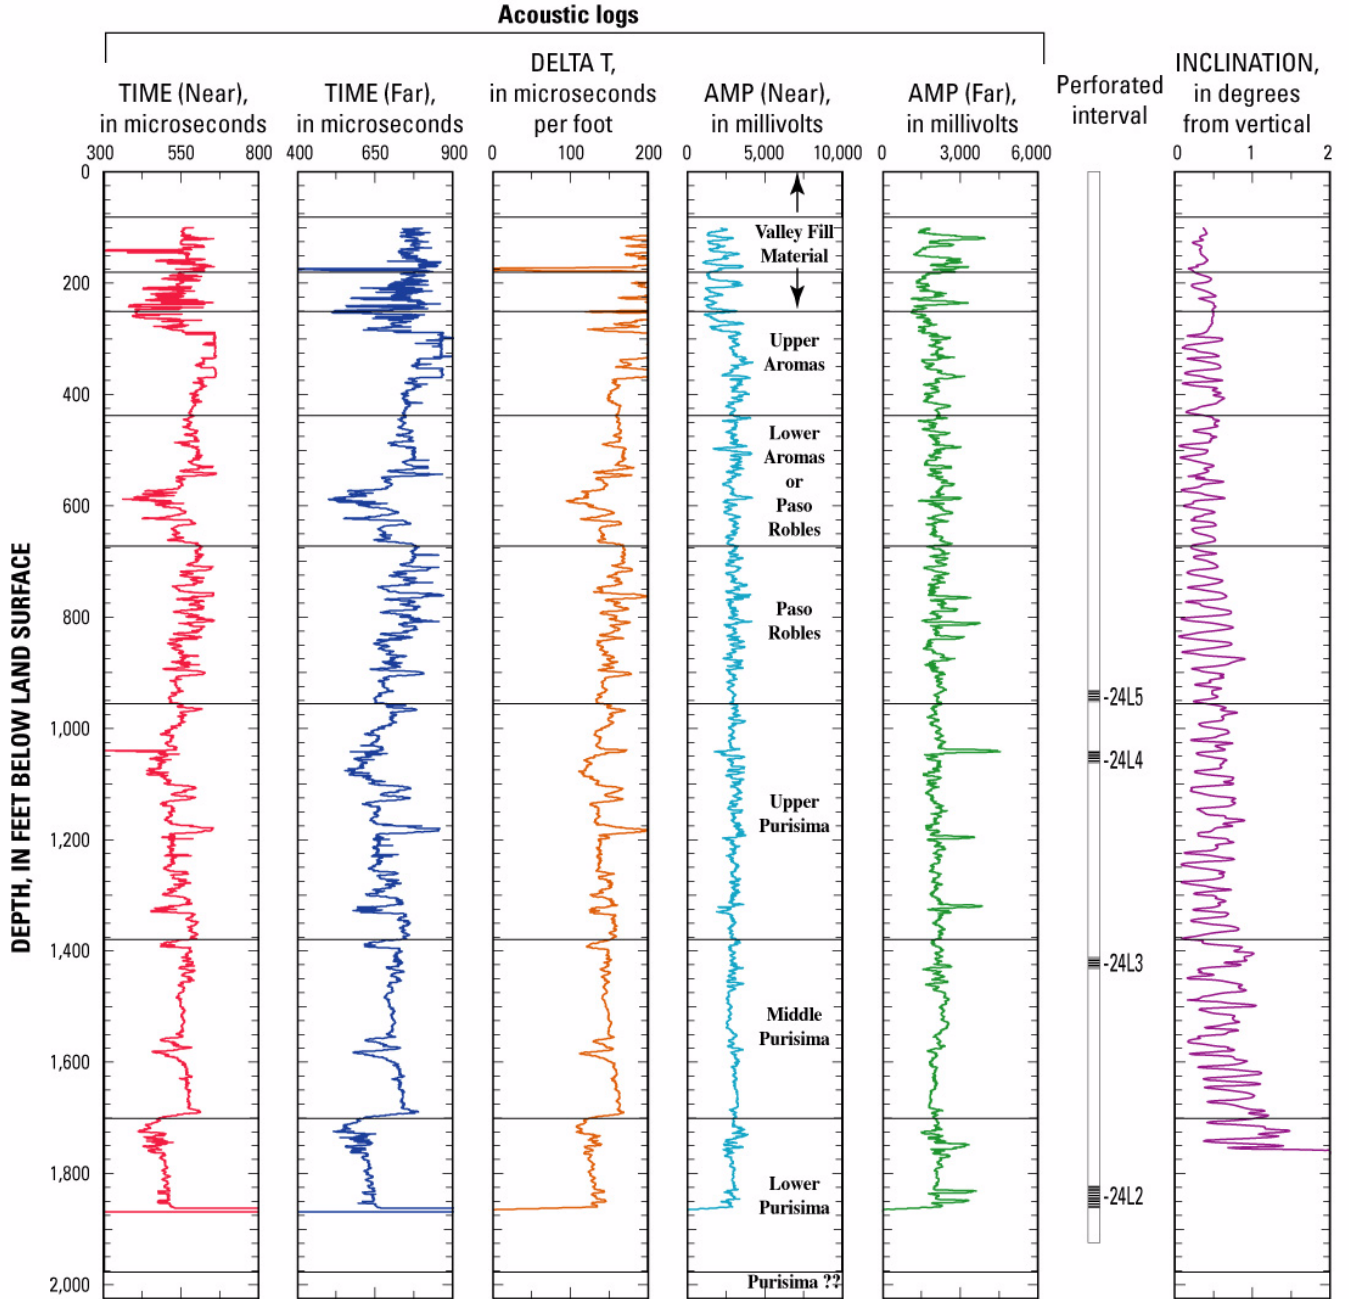 Acoustic logs
TIME (Near),
in microseconds
TIME (Far),
in microseconds
DELTA T,
in microseconds
per foot
AMP (Near),
in millivolts
AMP (Far),
in millivolts
Perforated
interval
INCLINATION,
in degrees
from vertical
300 550 800
400 650 900
0 100 200
0 5,000 10,000
0 3,000 6,000
0 1 2
DEPTH, IN FEET BELOW LAND SURFACE
0
200
400
600
800
1,000
1,200
1,400
1,600
1,800
2,000
Valley Fill
Material
Upper
Aromas
Lower
Aromas
or
Paso
Robles
Paso
Robles
Upper
Purisima
Middle
Purisima
Lower
Purisima
Purisima ??
-24L5
-24L4
-24L3
-24L2